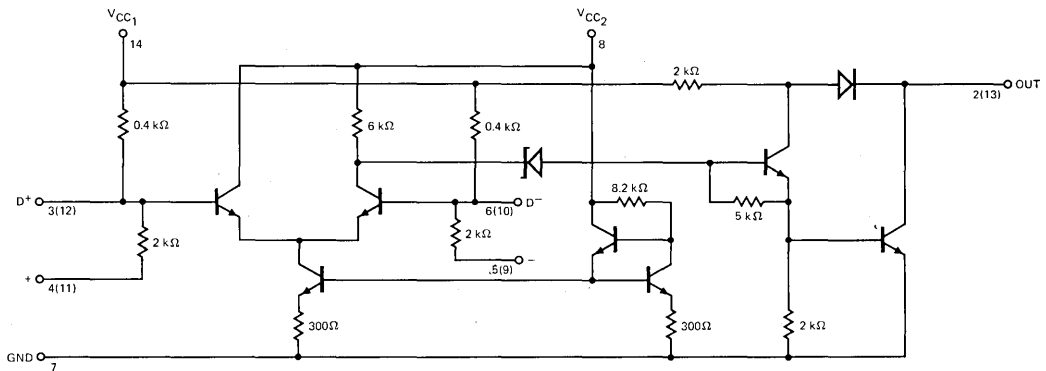 VCC1
14
VCC2
8
2 kΩ
OUT
2(13)
0.4 kΩ
6 kΩ
0.4 kΩ
D+
3(12)
6(10)
D−
8.2 kΩ
5 kΩ
2 kΩ
2 kΩ
+
4(11)
−
.5(9)
300Ω
300Ω
2 kΩ
GND
7